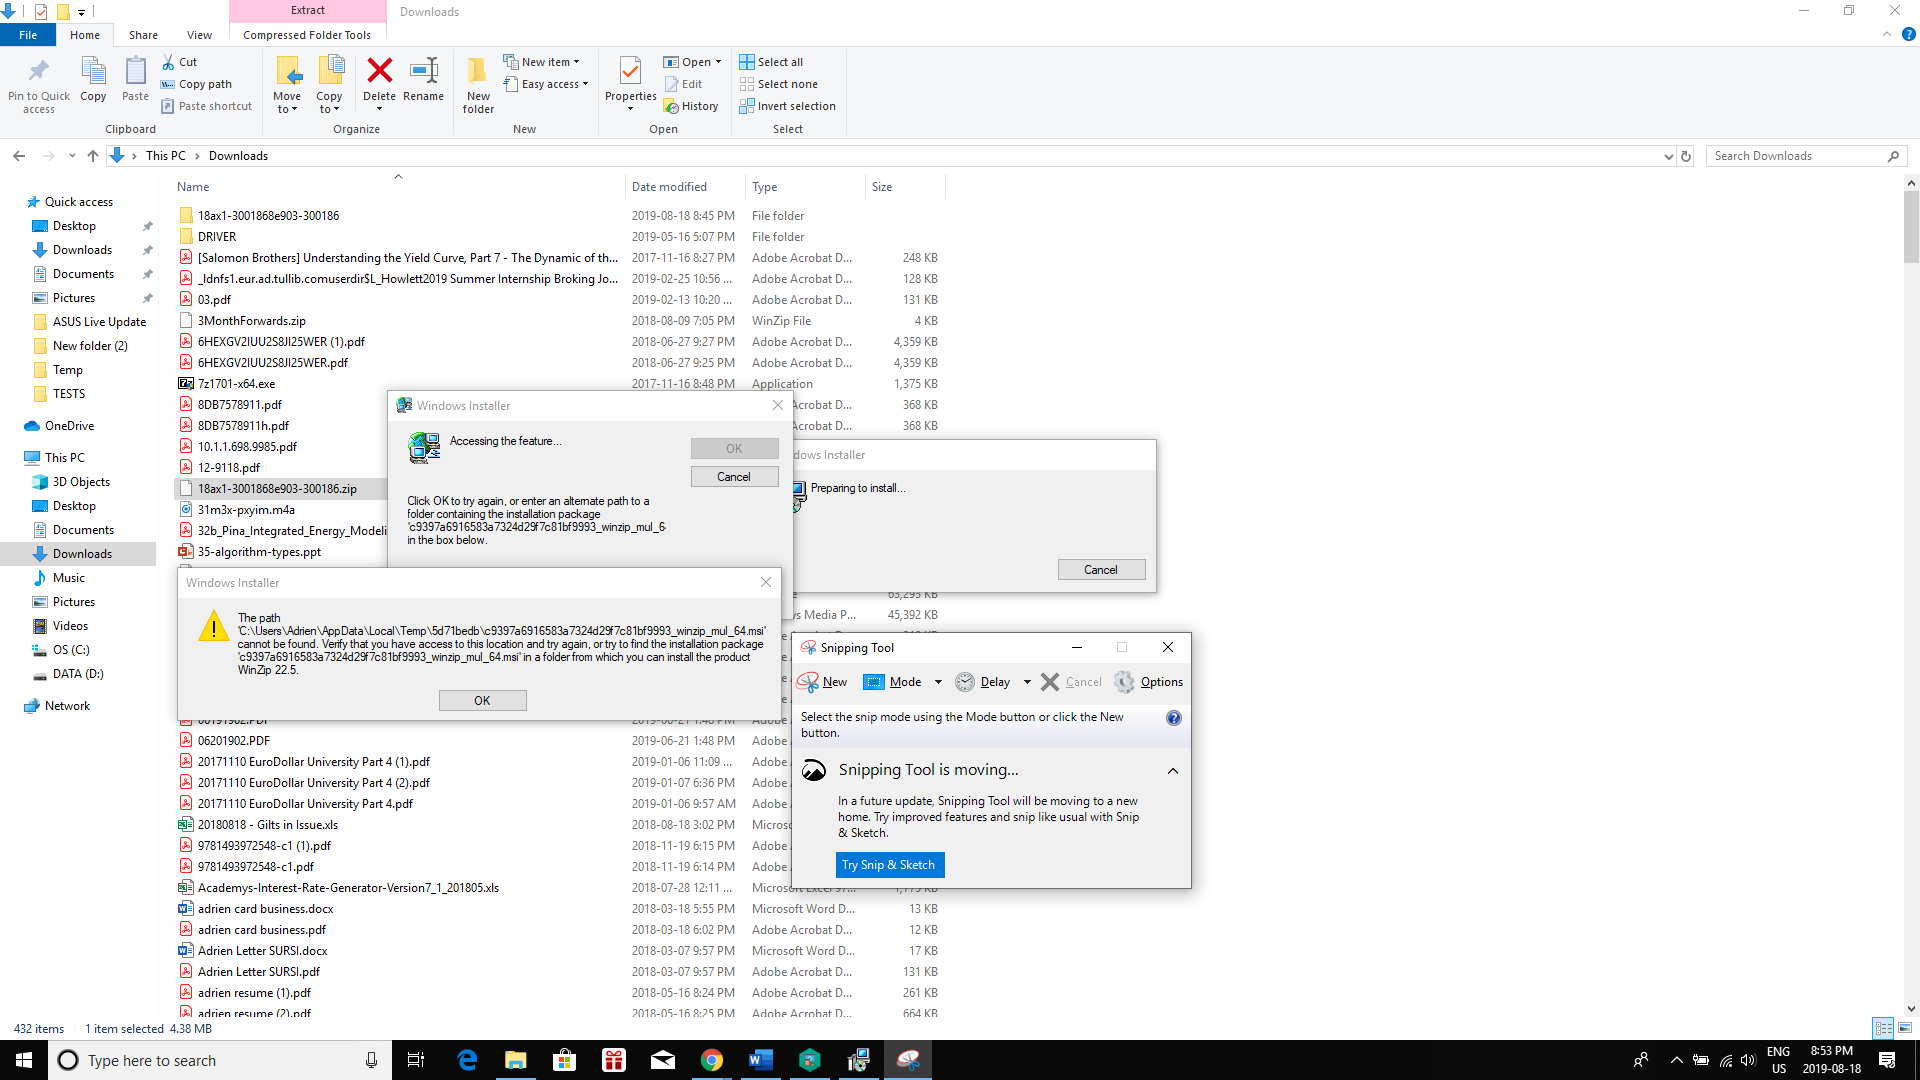 Extract
Downloads
File
Home
Share
View
Compressed Folder Tools
Pin to Quick access
Copy
Paste
Cut
Copy path
Paste shortcut
Clipboard
Move to
Copy to
Delete
Rename
Organize
New folder
New item
Easy access
New
Properties
Open
Edit
History
Open
Select all
Select none
Invert selection
Select
This PC > Downloads
Search Downloads
Name
Date modified
Type
Size
Quick access
Desktop
Downloads
Documents
Pictures
ASUS Live Update
New folder (2)
Temp
TESTS
OneDrive
This PC
3D Objects
Desktop
Documents
Downloads
Music
Pictures
Videos
OS (C:)
DATA (D:)
Network
18ax1-3001868e903-300186 2019-08-18 8:45 PM File folder
DRIVER 2019-05-16 5:07 PM File folder
[Salomon Brothers] Understanding the Yield Curve, Part 7 - The Dynamic of th... 2017-11-16 8:27 PM Adobe Acrobat D... 248 KB
_ldnfs1.eur.ad.tullib.comuserdir$L_Howlett2019 Summer Internship Broking Jo... 2019-02-25 10:56 ... Adobe Acrobat D... 128 KB
03.pdf 2019-02-13 10:20 ... Adobe Acrobat D... 131 KB
3MonthForwards.zip 2018-08-09 7:05 PM WinZip File 4 KB
6HEXGV2IUU2S8JI25WER (1).pdf 2018-06-27 9:27 PM Adobe Acrobat D... 4,359 KB
6HEXGV2IUU2S8JI25WER.pdf 2018-06-27 9:25 PM Adobe Acrobat D... 4,359 KB
7z1701-x64.exe 2017-11-16 8:48 PM Application 1,375 KB
8DB7578911.pdf Acrobat D... 368 KB
8DB7578911h.pdf Acrobat D... 368 KB
10.1.1.698.9985.pdf
12-9118.pdf
18ax1-3001868e903-300186.zip
31m3x-pxyim.m4a
32b_Pina_Integrated_Energy_Modeli
35-algorithm-types.ppt
63,293 KB
s Media P... 45,392 KB
Windows Installer
Accessing the feature...
OK
Cancel
Click OK to try again, or enter an alternate path to a
folder containing the installation package
'c9397a6916583a7324d29f7c81bf9993_winzip_mul_6
in the box below.
dows Installer
Preparing to install...
Cancel
Windows Installer
The path
'C:\Users\Adrien\AppData\Local\Temp\5d71bedb\c9397a6916583a7324d29f7c81bf9993_winzip_mul_64.msi'
cannot be found. Verify that you have access to this location and try again, or try to find the installation package
'c9397a6916583a7324d29f7c81bf9993_winzip_mul_64.msi' in a folder from which you can install the product
WinZip 22.5.
OK
Snipping Tool
New
Mode
Delay
Cancel
Options
Select the snip mode using the Mode button or click the New
button.
Snipping Tool is moving...
In a future update, Snipping Tool will be moving to a new
home. Try improved features and snip like usual with Snip
& Sketch.
Try Snip & Sketch
06201902.PDF 2019-06-21 1:48 PM Adobe
20171110 EuroDollar University Part 4 (1).pdf 2019-01-06 11:09 ... Adobe
20171110 EuroDollar University Part 4 (2).pdf 2019-01-07 6:36 PM Adobe
20171110 EuroDollar University Part 4.pdf 2019-01-06 9:57 AM Adobe
20180818 - Gilts in Issue.xls 2018-08-18 3:02 PM Microso
9781493972548-c1 (1).pdf 2018-11-19 6:15 PM Adobe
9781493972548-c1.pdf 2018-11-19 6:14 PM Adobe
Academys-Interest-Rate-Generator-Version7_1_201805.xls 2018-07-28 12:11 ... Microsoft Excel 97...
adrien card business.docx 2018-03-18 5:55 PM Microsoft Word D... 13 KB
adrien card business.pdf 2018-03-18 6:02 PM Adobe Acrobat D... 12 KB
Adrien Letter SURSI.docx 2018-03-07 9:57 PM Microsoft Word D... 17 KB
Adrien Letter SURSI.pdf 2018-03-07 9:57 PM Adobe Acrobat D... 131 KB
adrien resume (1).pdf 2018-05-16 8:24 PM Adobe Acrobat D... 261 KB
adrien resume (2).pdf 2018-05-16 8:25 PM Adobe Acrobat D... 664 KB
432 items 1 item selected 4.38 MB
Type here to search
ENG
US
8:53 PM
2019-08-18